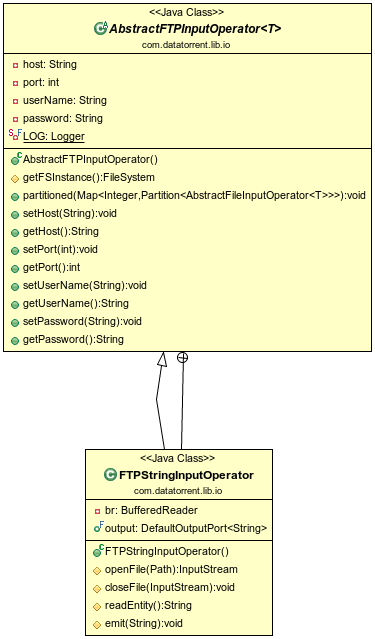 <<Java Class>>
AbstractFTPInputOperator<T>
com.datatorrent.lib.io
host: String
port: int
userName: String
password: String
LOG: Logger
AbstractFTPInputOperator()
getFSInstance():FileSystem
partitioned(Map<Integer,Partition<AbstractFileInputOperator<T>>>):void
setHost(String):void
getHost():String
setPort(int):void
getPort():int
setUserName(String):void
getUserName():String
setPassword(String):void
getPassword():String
<<Java Class>>
FTPStringInputOperator
com.datatorrent.lib.io
br: BufferedReader
output: DefaultOutputPort<String>
FTPStringInputOperator()
openFile(Path):InputStream
closeFile(InputStream):void
readEntity():String
emit(String):void